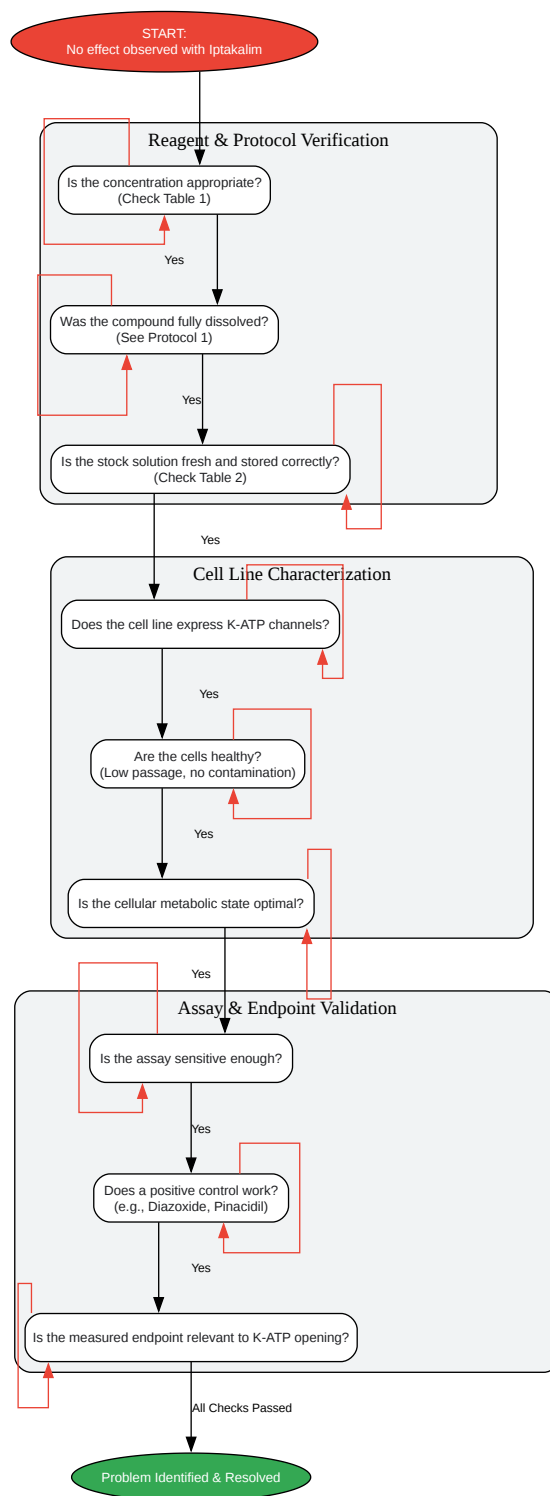 START:
No effect observed with Iptakalim
Reagent & Protocol Verification
Is the concentration appropriate?
(Check Table 1)
Yes
Was the compound fully dissolved?
(See Protocol 1)
Yes
Is the stock solution fresh and stored correctly?
(Check Table 2)
Yes
Cell Line Characterization
Does the cell line express K-ATP channels?
Yes
Are the cells healthy?
(Low passage, no contamination)
Yes
Is the cellular metabolic state optimal?
Yes
Assay & Endpoint Validation
Is the assay sensitive enough?
Yes
Does a positive control work?
(e.g., Diazoxide, Pinacidil)
Yes
Is the measured endpoint relevant to K-ATP opening?
All Checks Passed
Problem Identified & Resolved